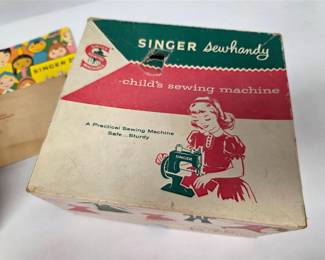 SINGER sewhandy
S
child's sewing machine
A Practical Sewing Machine
Safe...Sturdy
SINGER
SINGER